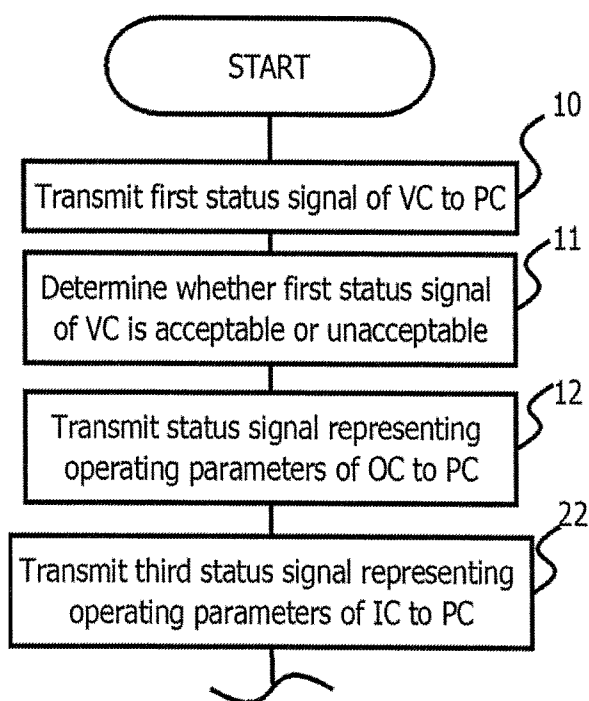 START
10
Transmit first status signal of VC to PC
11
Determine whether first status signal
of VC is acceptable or unacceptable
12
Transmit status signal representing
operating parameters of OC to PC
22
Transmit third status signal representing
operating parameters of IC to PC